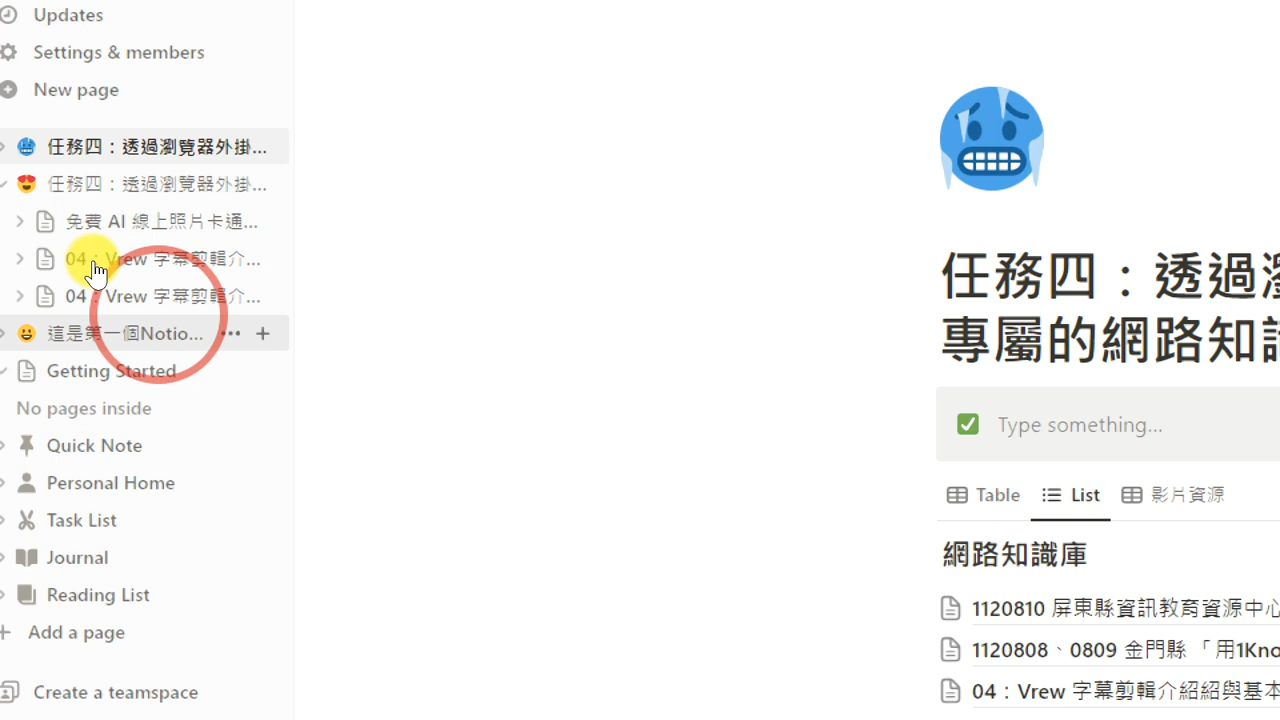 Updates
Settings & members
New page
任務四：透過瀏覽器外掛...
任務四：透過瀏覽器外掛...
免費 AI 線上照片卡通...
04：Vrew 字幕剪輯介...
04：Vrew 字幕剪輯介...
這是第一個Notio...
Getting Started
No pages inside
Quick Note
Personal Home
Task List
Journal
Reading List
Add a page
Create a teamspace
任務四：透過瀏
專屬的網路知識
Type something...
Table List 影片資源
網路知識庫
1120810 屏東縣資訊教育資源中心
1120808、0809 金門縣 「用1Kno
04：Vrew 字幕剪輯介紹紹與基本